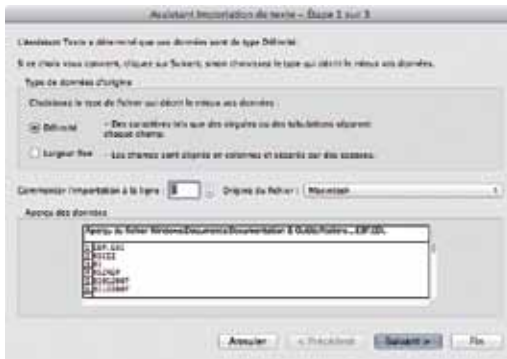 Assistant Importation de texte – Étape 1 sur 3
L'Assistant Texte a déterminé que vos données sont de type Délimité.
Si ce choix vous convient, cliquez sur Suivant, sinon choisissez le type qui décrit le mieux vos données.
Type de données d'origine
Choisissez le type de fichier qui décrit le mieux vos données :
Délimité – Des caractères tels que des virgules ou des tabulations séparent
chaque champ.
Largeur fixe – Les champs sont alignés en colonnes et séparés par des espaces.
Commencer l'importation à la ligne : Origine du fichier : Macintosh
Aperçu des données
Aperçu du fichier
Annuler < Précédent Suivant > Fin